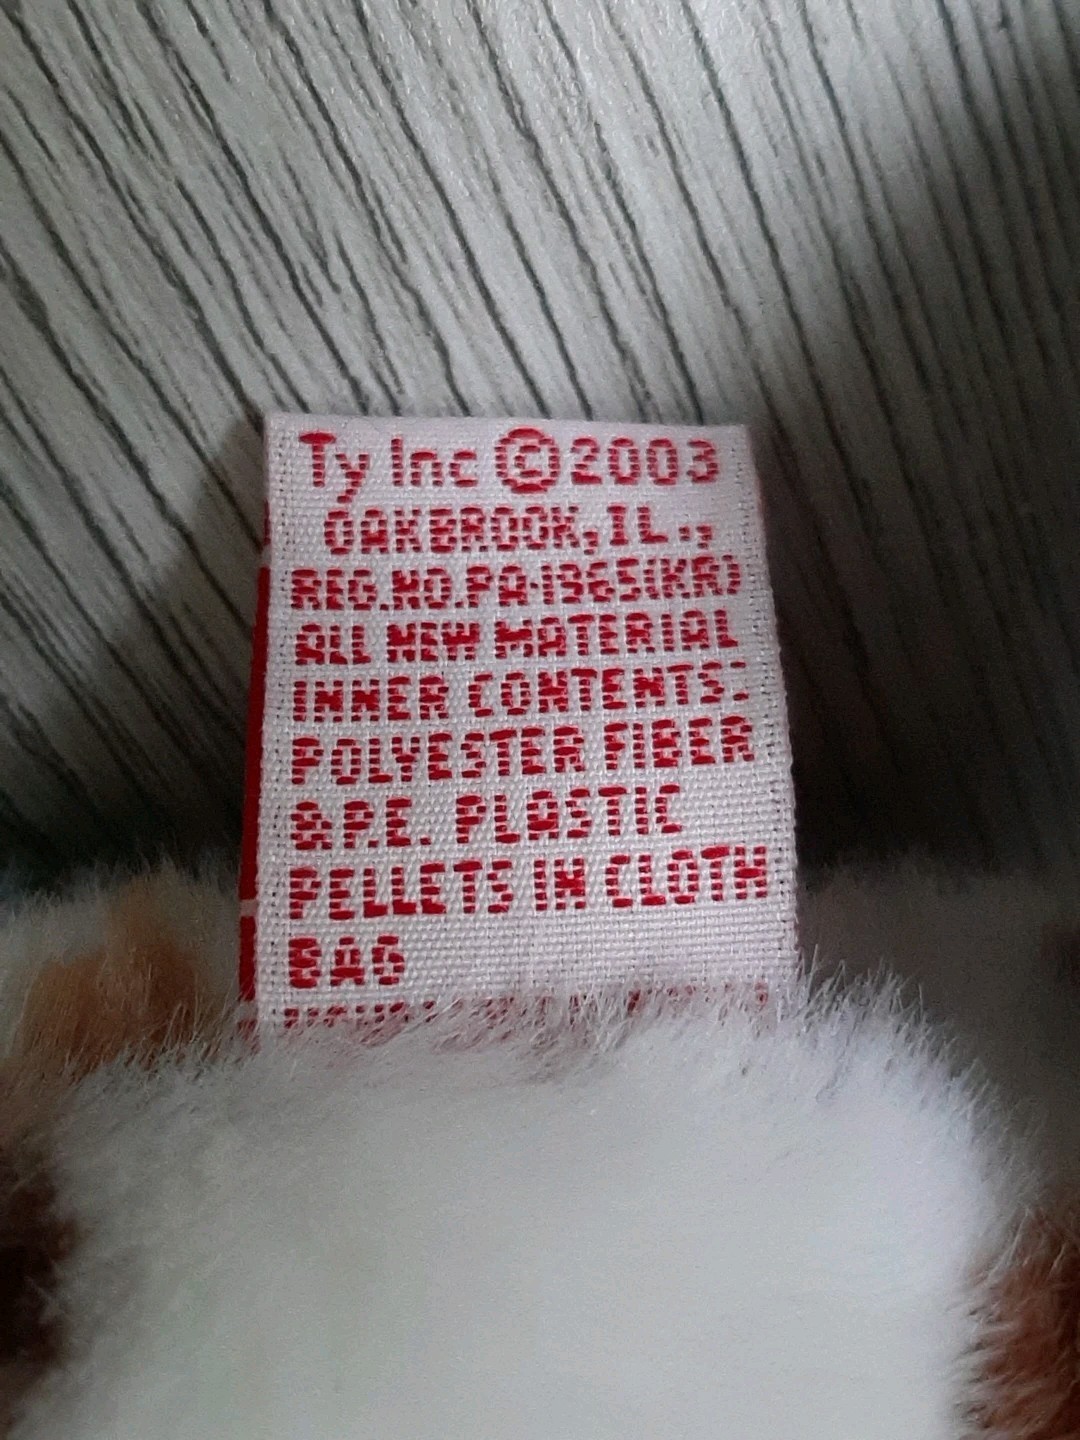 Ty Inc ©2003
OAKBROOK, IL.,
REG.NO.PA-1965(KR)
ALL NEW MATERIAL
INNER CONTENTS:
POLYESTER FIBER
& P.E. PLASTIC
PELLETS IN CLOTH
BAG